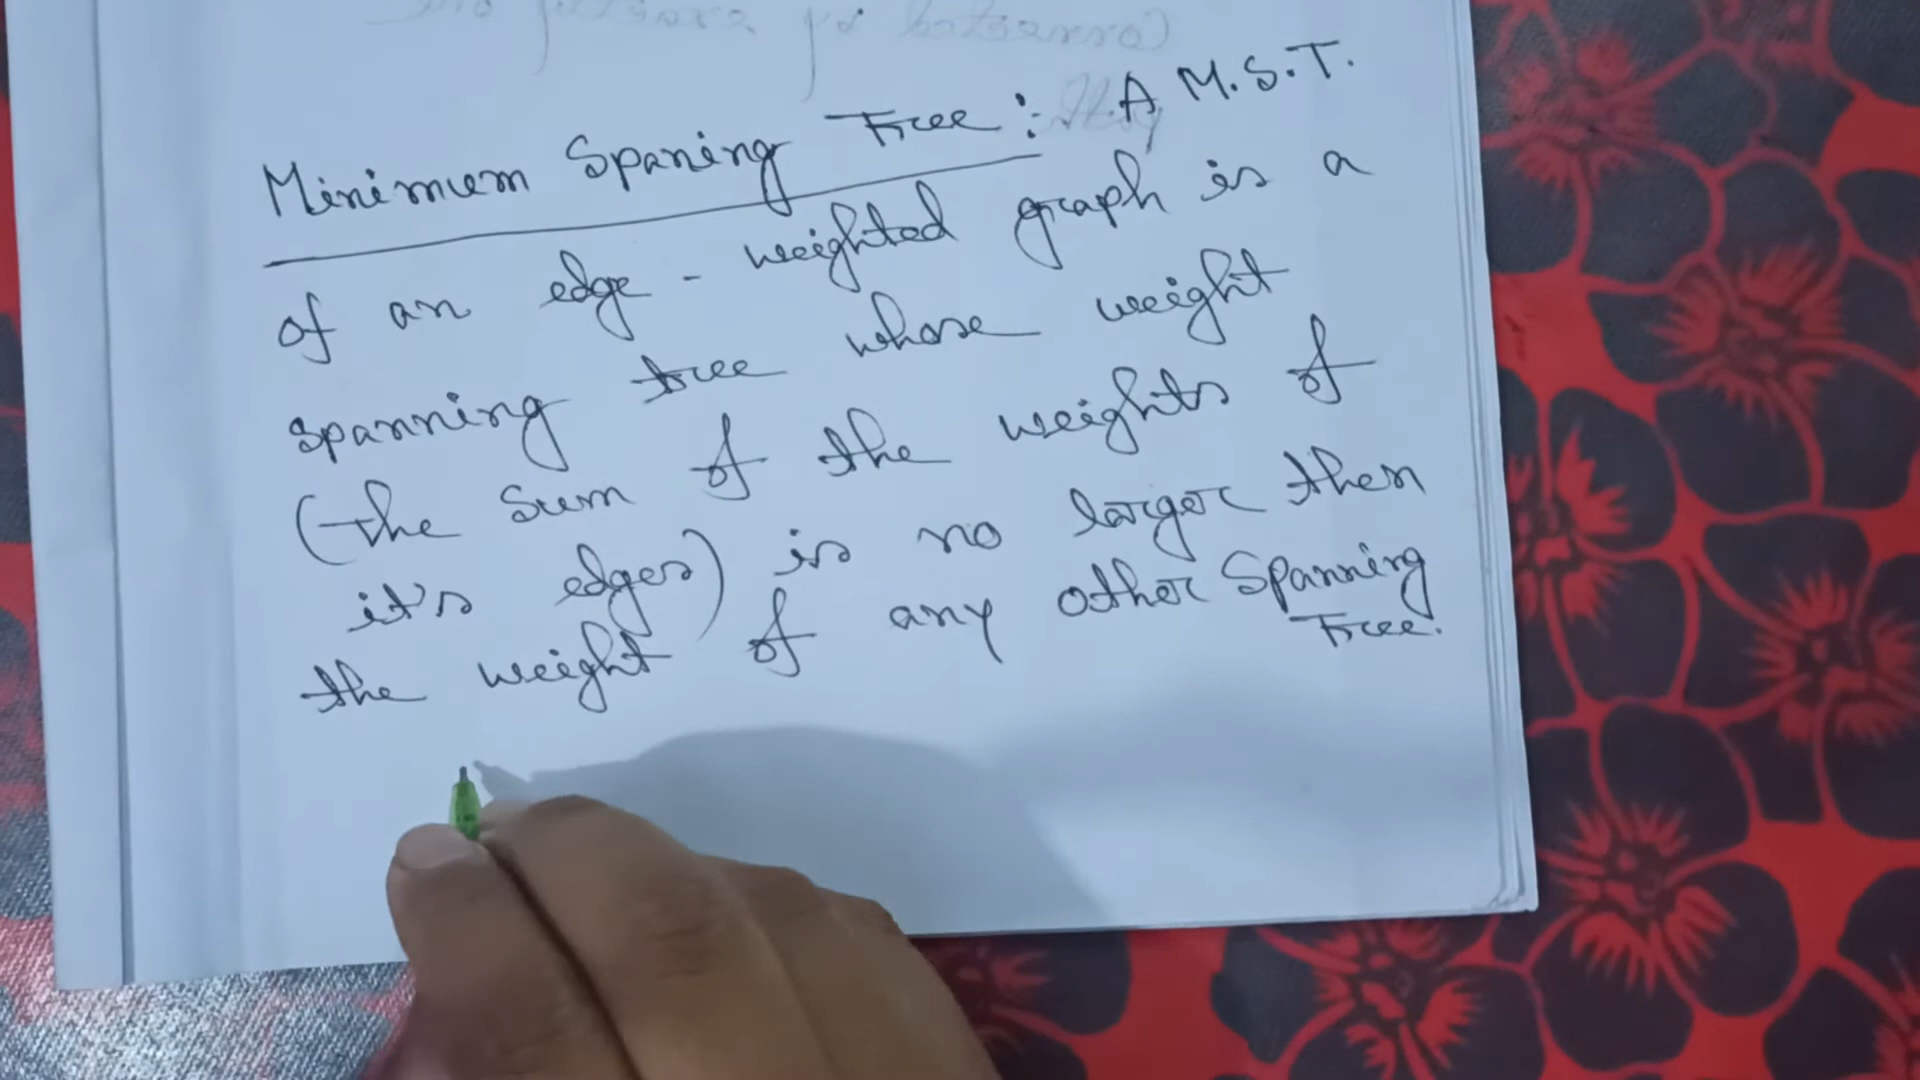 Minimum Spaning Tree :- A M.S.T.
of an edge - weighted graph is a
spanning tree whose weight
(the sum of the weights of
it's edges) is no larger then
the weight of any other Spanning
Tree.